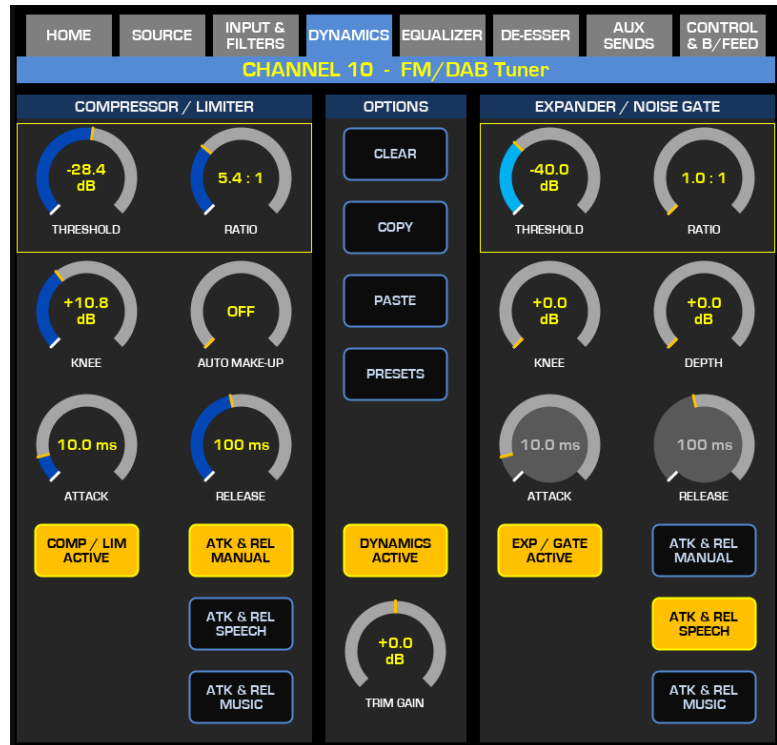 HOME
SOURCE
INPUT &
FILTERS
DYNAMICS
EQUALIZER
DE-ESSER
AUX
SENDS
CONTROL
& B/FEED
CHANNEL 10 - FM/DAB Tuner
COMPRESSOR / LIMITER
-28.4
dB
THRESHOLD
5.4 : 1
RATIO
+10.8
dB
KNEE
OFF
AUTO MAKE-UP
10.0 ms
ATTACK
100 ms
RELEASE
COMP / LIM
ACTIVE
ATK & REL
MANUAL
ATK & REL
SPEECH
ATK & REL
MUSIC
OPTIONS
CLEAR
COPY
PASTE
PRESETS
DYNAMICS
ACTIVE
+0.0
dB
TRIM GAIN
EXPANDER / NOISE GATE
-40.0
dB
THRESHOLD
1.0 : 1
RATIO
+0.0
dB
KNEE
+0.0
dB
DEPTH
10.0 ms
ATTACK
100 ms
RELEASE
EXP / GATE
ACTIVE
ATK & REL
MANUAL
ATK & REL
SPEECH
ATK & REL
MUSIC